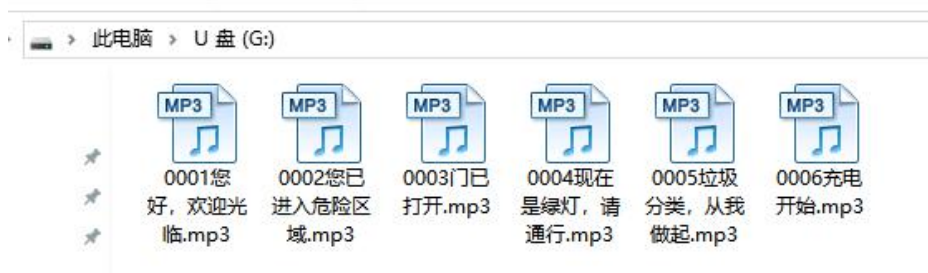 此电脑 > U 盘 (G:)
MP3 MP3 MP3 MP3 MP3 MP3
0001您好，欢迎光临.mp3
0002您已进入危险区域.mp3
0003门已打开.mp3
0004现在是绿灯，请通行.mp3
0005垃圾分类，从我做起.mp3
0006充电开始.mp3